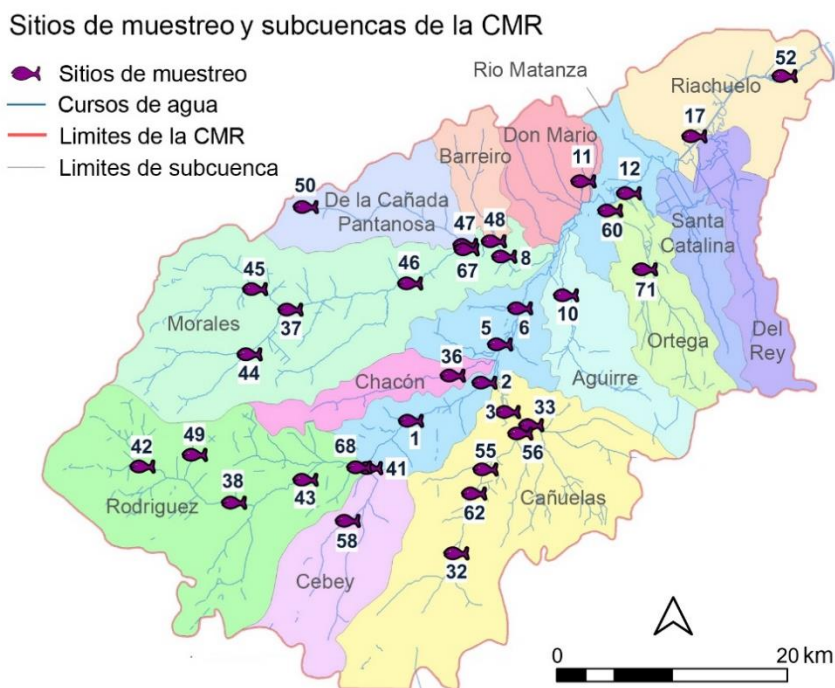 Sitios de muestreo y subcuencas de la CMR
Sitios de muestreo
Cursos de agua
Limites de la CMR
Limites de subcuenca
52
Rio Matanza
Riachuelo
17
Don Mario
Barreiro
11
12
50
De la Cañada
Pantanosa
47
48
60
Santa
Catalina
67
8
46
45
71
37
6
10
Morales
5
Ortega
Del
Rey
44
36
Chacón
2
Aguirre
3
33
1
56
42
49
68
41
55
38
43
62
Cañuelas
Rodriguez
58
32
Cebey
0
20 km